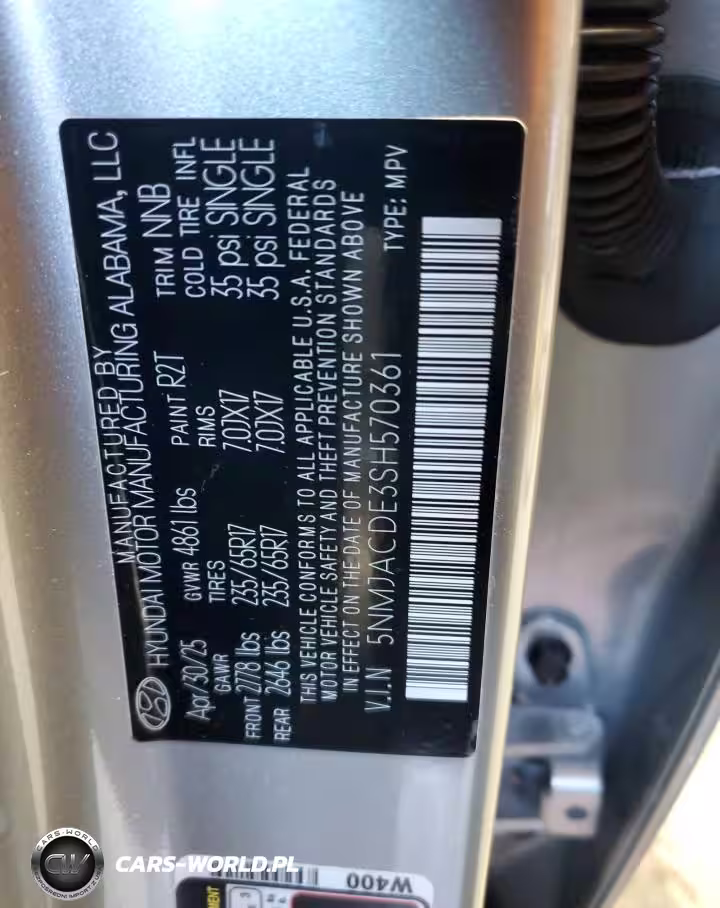 MANUFACTURED BY
HYUNDAI MOTOR MANUFACTURING ALABAMA, LLC
Apr/30/25 PAINT R2T TRIM NNB
GVWR 4861 lbs
GAWR TIRES RIMS COLD TIRE INFL
FRONT 2778 lbs 235/65R17 7.0JX17 35 psi SINGLE
REAR 2646 lbs 235/65R17 7.0JX17 35 psi SINGLE
THIS VEHICLE CONFORMS TO ALL APPLICABLE U.S.A. FEDERAL
MOTOR VEHICLE SAFETY AND THEFT PREVENTION STANDARDS
IN EFFECT ON THE DATE OF MANUFACTURE SHOWN ABOVE
V.I.N 5NMJACDE3SH570361 TYPE: MPV
W400
CARS-WORLD
CW
CARS-WORLD.PL